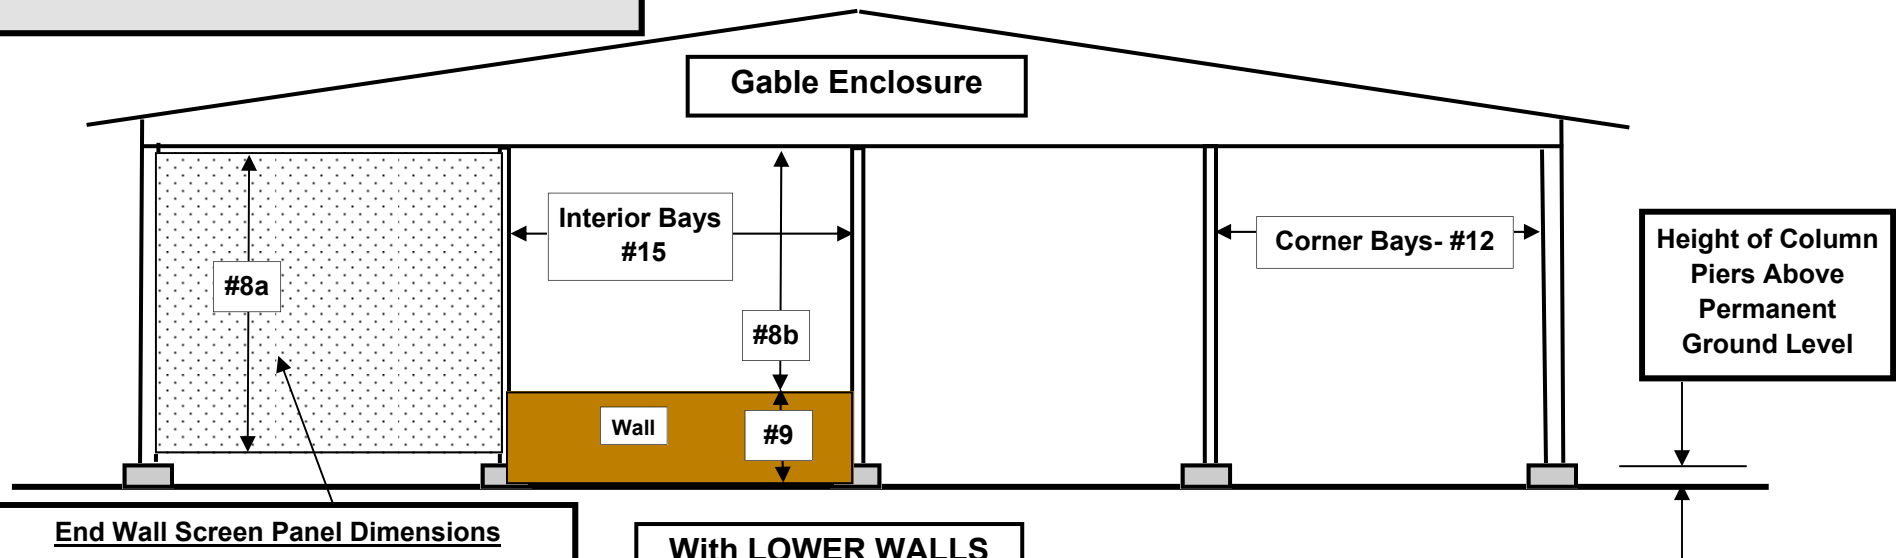 Gable Enclosure
Interior Bays
#15
Corner Bays- #12
Height of Column
Piers Above
Permanent
Ground Level
#8a
#8b
Wall
#9
End Wall Screen Panel Dimensions
With LOWER WALLS